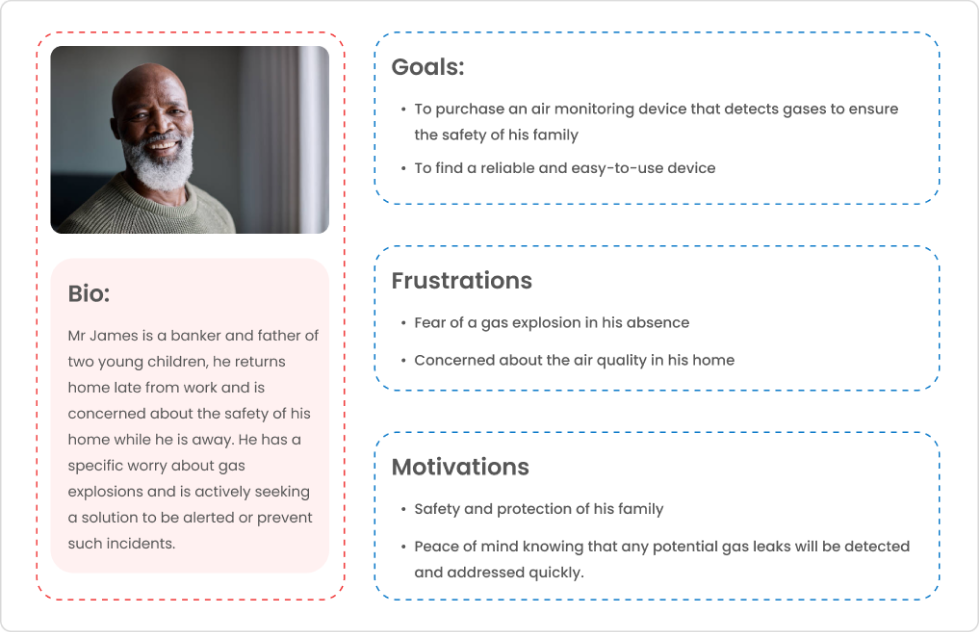 Bio:
Mr James is a banker and father of
two young children, he returns
home late from work and is
concerned about the safety of his
home while he is away. He has a
specific worry about gas
explosions and is actively seeking
a solution to be alerted or prevent
such incidents.
Goals:
• To purchase an air monitoring device that detects gases to ensure
the safety of his family
• To find a reliable and easy-to-use device
Frustrations
• Fear of a gas explosion in his absence
• Concerned about the air quality in his home
Motivations
• Safety and protection of his family
• Peace of mind knowing that any potential gas leaks will be detected
and addressed quickly.